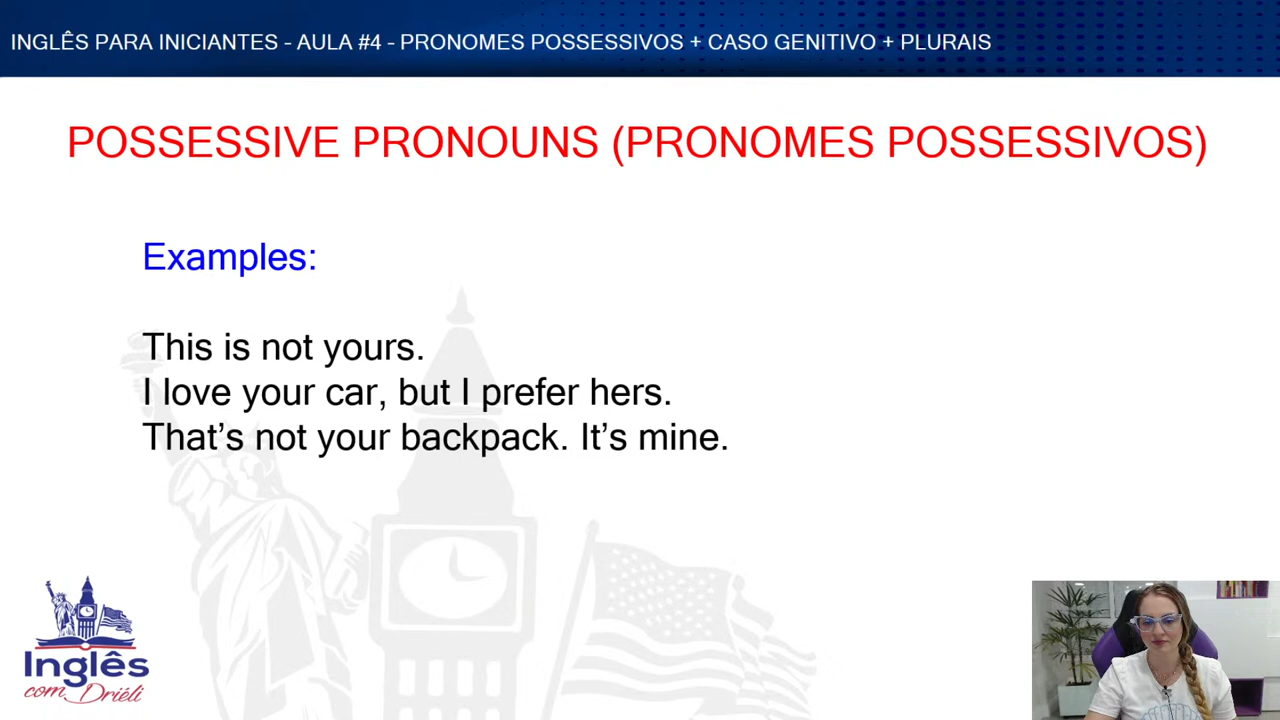 INGLÊS PARA INICIANTES - AULA #4 - PRONOMES POSSESSIVOS + CASO GENITIVO + PLURAIS
POSSESSIVE PRONOUNS (PRONOMES POSSESSIVOS)
Examples:
This is not yours.
I love your car, but I prefer hers.
That’s not your backpack. It’s mine.
Inglês
com Driéli